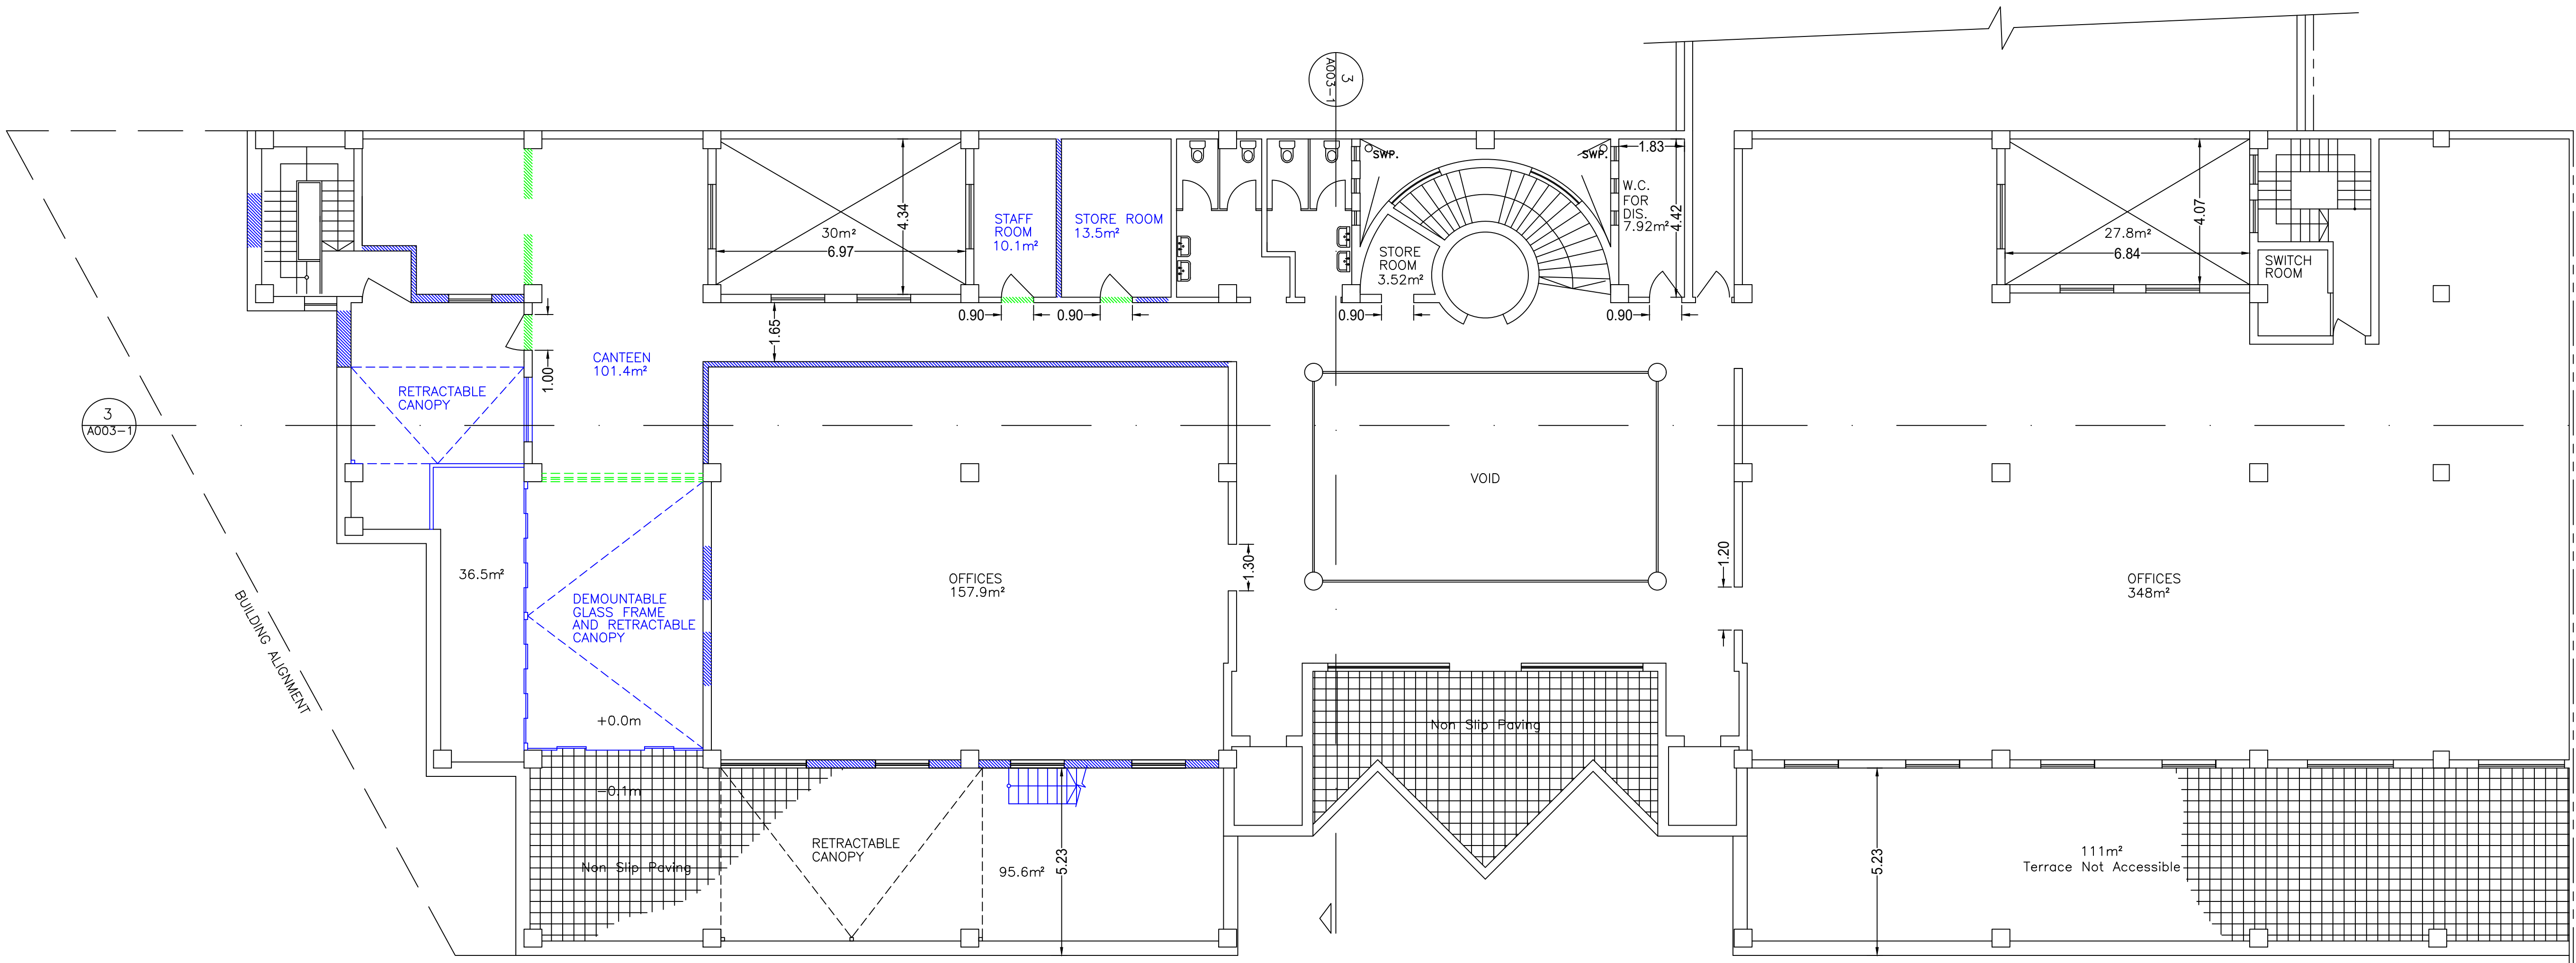 3
A003-1
SWP.
SWP.
1.83
W.C.
FOR
DIS.
7.92m²
4.42
4.34
30m²
6.97
STAFF
ROOM
10.1m²
STORE ROOM
13.5m²
STORE
ROOM
3.52m²
4.07
27.8m²
6.84
SWITCH
ROOM
0.90
0.90
0.90
0.90
1.65
1.00
CANTEEN
101.4m²
RETRACTABLE
CANOPY
3
A003-1
VOID
36.5m²
OFFICES
157.9m²
1.30
1.20
OFFICES
348m²
DEMOUNTABLE
GLASS FRAME
AND RETRACTABLE
CANOPY
BUILDING ALIGNMENT
+0.0m
Non Slip Paving
-0.1m
Non Slip Paving
RETRACTABLE
CANOPY
95.6m²
5.23
5.23
111m²
Terrace Not Accessible